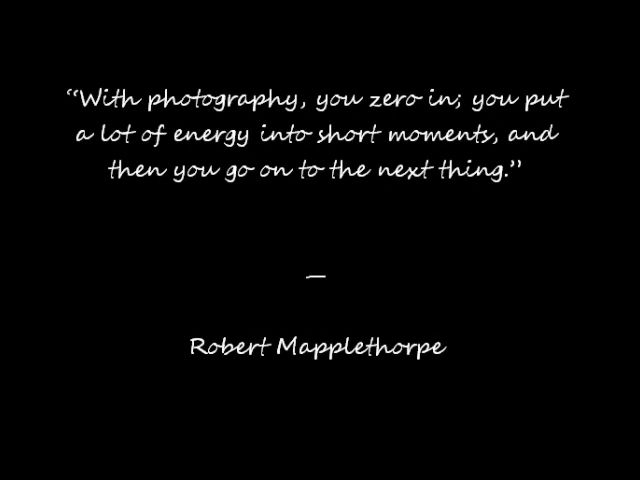 “With photography, you zero in; you put
a lot of energy into short moments, and
then you go on to the next thing.”
—
Robert Mapplethorpe